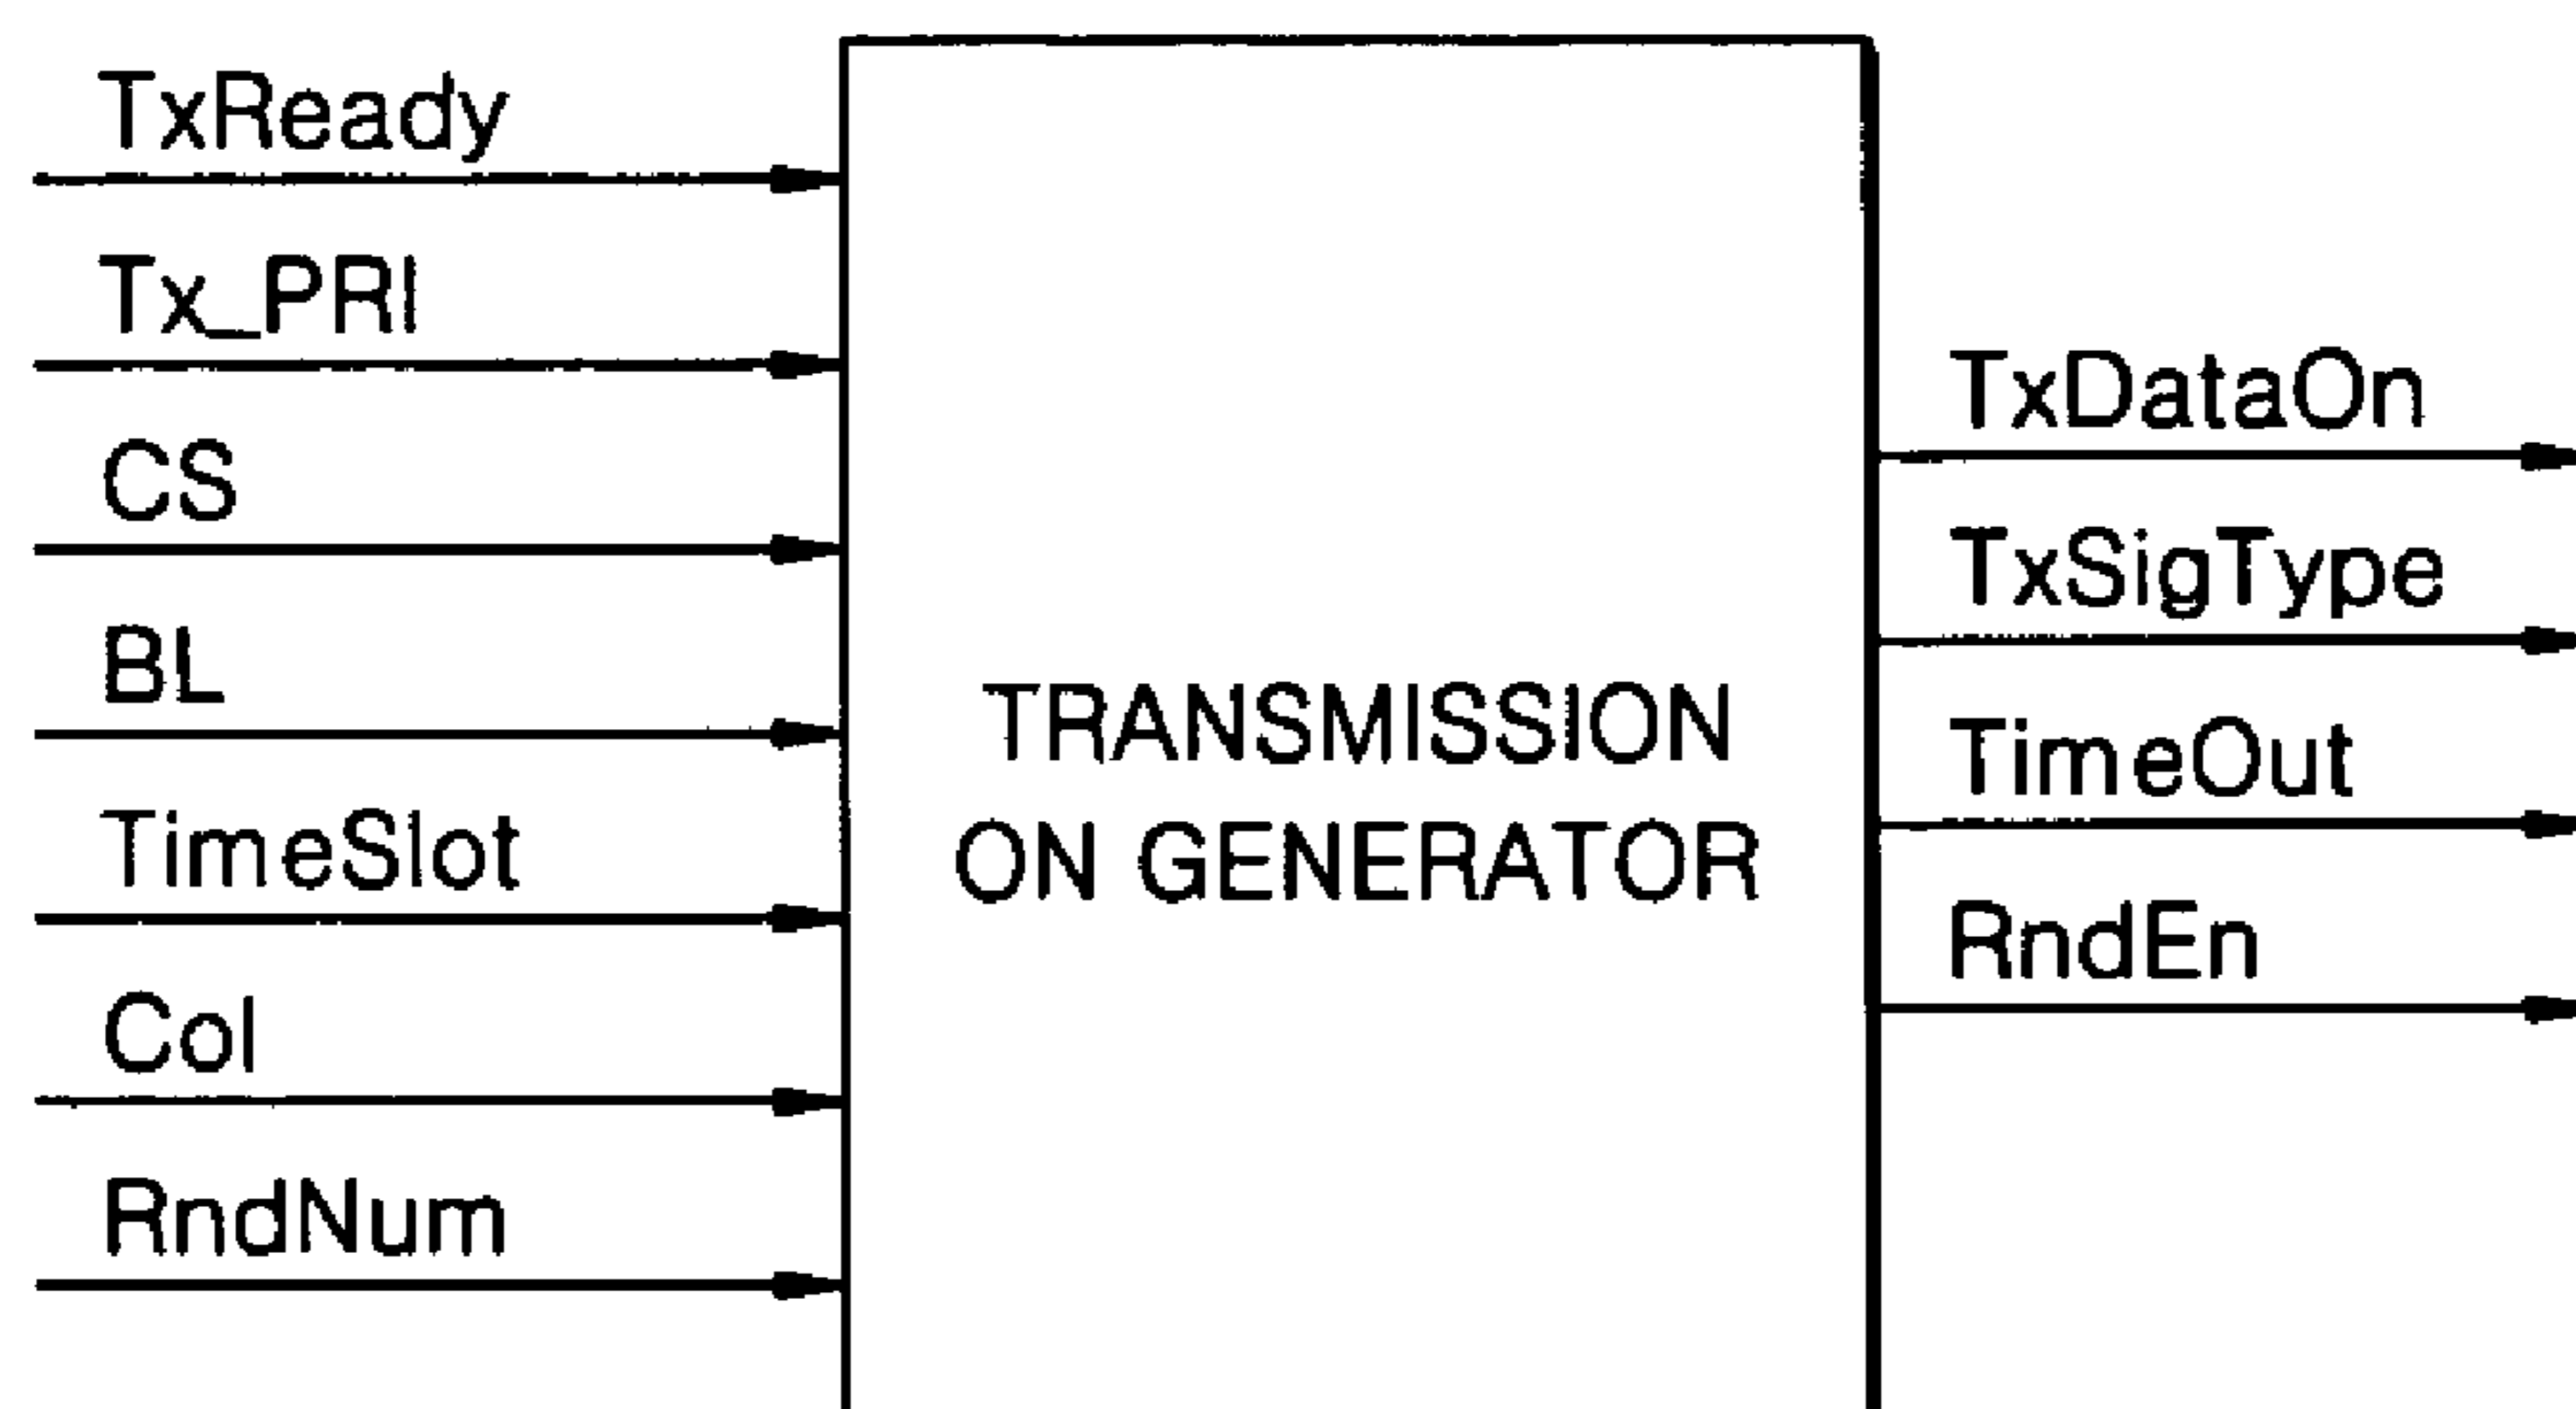 TxReady
Tx_PRI
CS
BL
TimeSlot
Col
RndNum
TRANSMISSION
ON GENERATOR
TxDataOn
TxSigType
TimeOut
RndEn